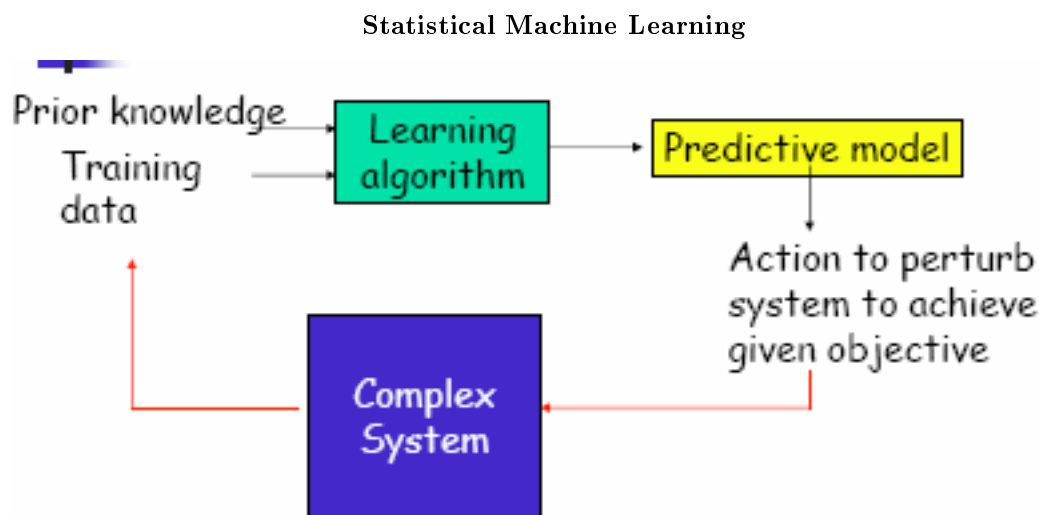 Statistical Machine Learning
Prior knowledge
Training
data
Learning
algorithm
Predictive model
Action to perturb
system to achieve
given objective
Complex
System